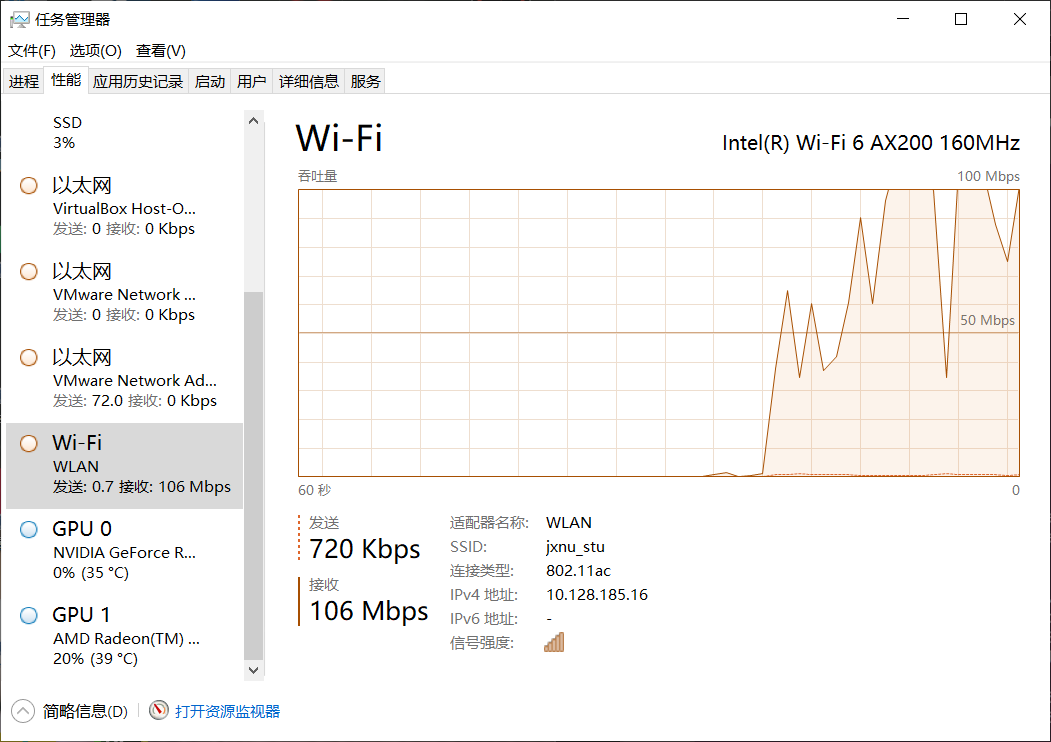 任务管理器
文件(F) 选项(O) 查看(V)
进程 性能 应用历史记录 启动 用户 详细信息 服务
SSD
3%
以太网
VirtualBox Host-O...
发送: 0 接收: 0 Kbps
以太网
VMware Network ...
发送: 0 接收: 0 Kbps
以太网
VMware Network Ad...
发送: 72.0 接收: 0 Kbps
Wi-Fi
WLAN
发送: 0.7 接收: 106 Mbps
GPU 0
NVIDIA GeForce R...
0% (35 °C)
GPU 1
AMD Radeon(TM) ...
20% (39 °C)
Wi-Fi
Intel(R) Wi-Fi 6 AX200 160MHz
吞吐量
100 Mbps
50 Mbps
60 秒
0
发送
720 Kbps
接收
106 Mbps
适配器名称: WLAN
SSID: jxnu_stu
连接类型: 802.11ac
IPv4 地址: 10.128.185.16
IPv6 地址: -
信号强度:
简略信息(D)
打开资源监视器